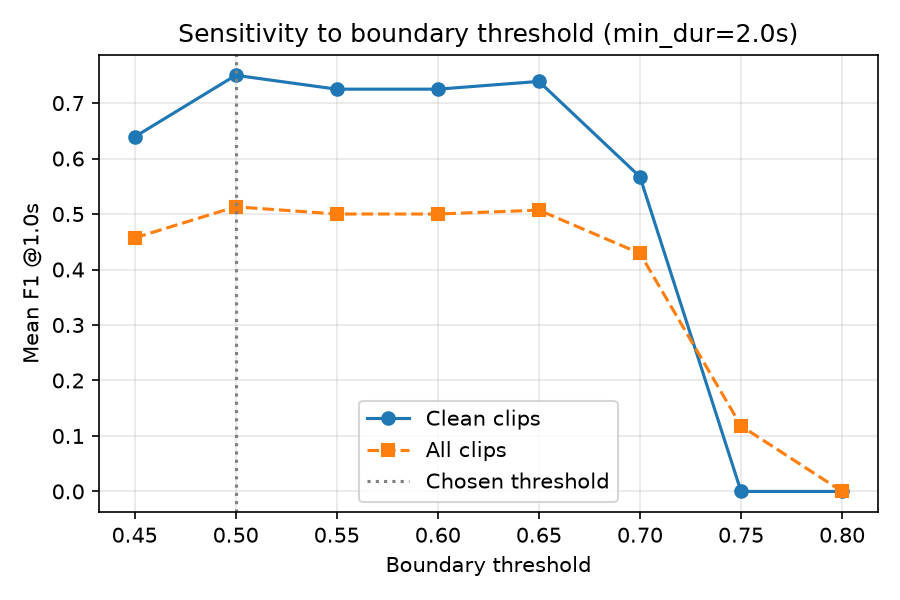 Sensitivity to boundary threshold (min_dur=2.0s)
Mean F1 @1.0s
0.7
0.6
0.5
0.4
0.3
0.2
0.1
0.0
Clean clips
All clips
Chosen threshold
0.45 0.50 0.55 0.60 0.65 0.70 0.75 0.80
Boundary threshold